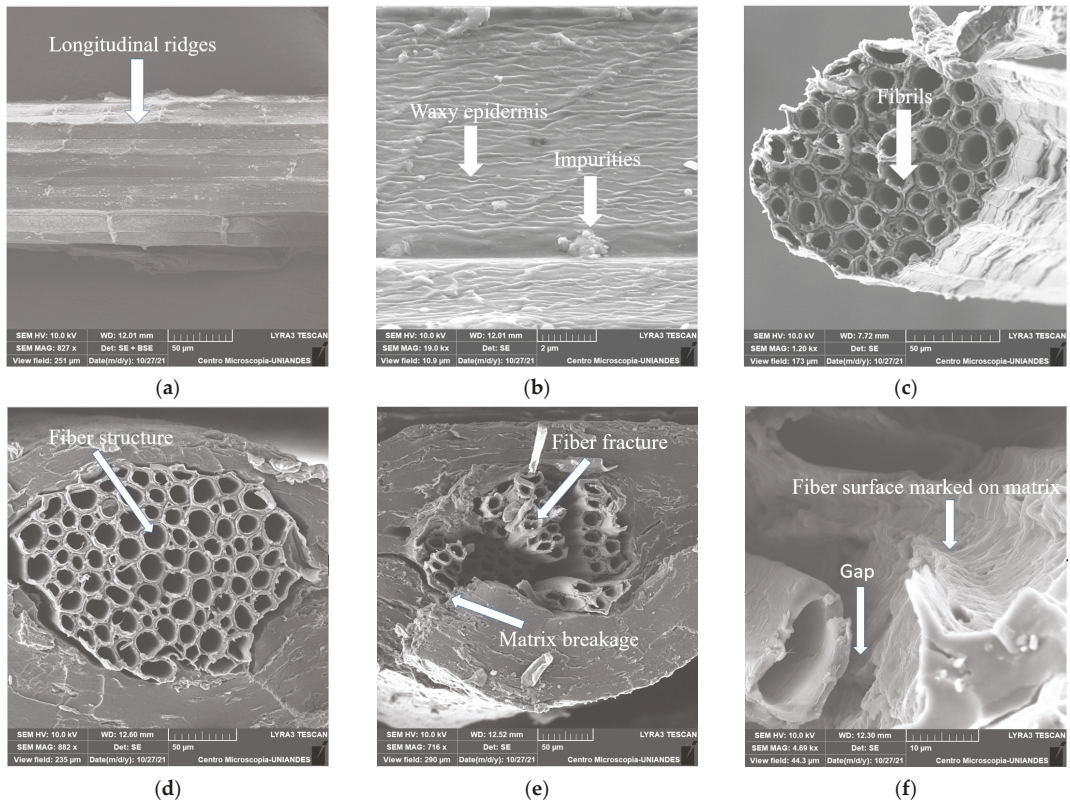 Longitudinal ridges
SEM HV: 10.0 kV WD: 12.01 mm LYRA3 TESCAN
SEM MAG: 827 x Det: SE + BSE 50 µm
View field: 251 µm Date(m/d/y): 10/27/21 Centro Microscopia-UNIANDES
(a)
Waxy epidermis
Impurities
SEM HV: 10.0 kV WD: 12.01 mm LYRA3 TESCAN
SEM MAG: 19.0 kx Det: SE 2 µm
View field: 10.9 µm Date(m/d/y): 10/27/21 Centro Microscopia-UNIANDES
(b)
Fibrils
SEM HV: 10.0 kV WD: 7.72 mm LYRA3 TESCAN
SEM MAG: 1.20 kx Det: SE 50 µm
View field: 173 µm Date(m/d/y): 10/27/21 Centro Microscopia-UNIANDES
(c)
Fiber structure
SEM HV: 10.0 kV WD: 12.60 mm LYRA3 TESCAN
SEM MAG: 882 x Det: SE 50 µm
View field: 235 µm Date(m/d/y): 10/27/21 Centro Microscopia-UNIANDES
(d)
Fiber fracture
Matrix breakage
SEM HV: 10.0 kV WD: 12.52 mm LYRA3 TESCAN
SEM MAG: 716 x Det: SE 50 µm
View field: 290 µm Date(m/d/y): 10/27/21 Centro Microscopia-UNIANDES
(e)
Fiber surface marked on matrix
Gap
SEM HV: 10.0 kV WD: 12.30 mm LYRA3 TESCAN
SEM MAG: 4.69 kx Det: SE 10 µm
View field: 44.3 µm Date(m/d/y): 10/27/21 Centro Microscopia-UNIANDES
(f)